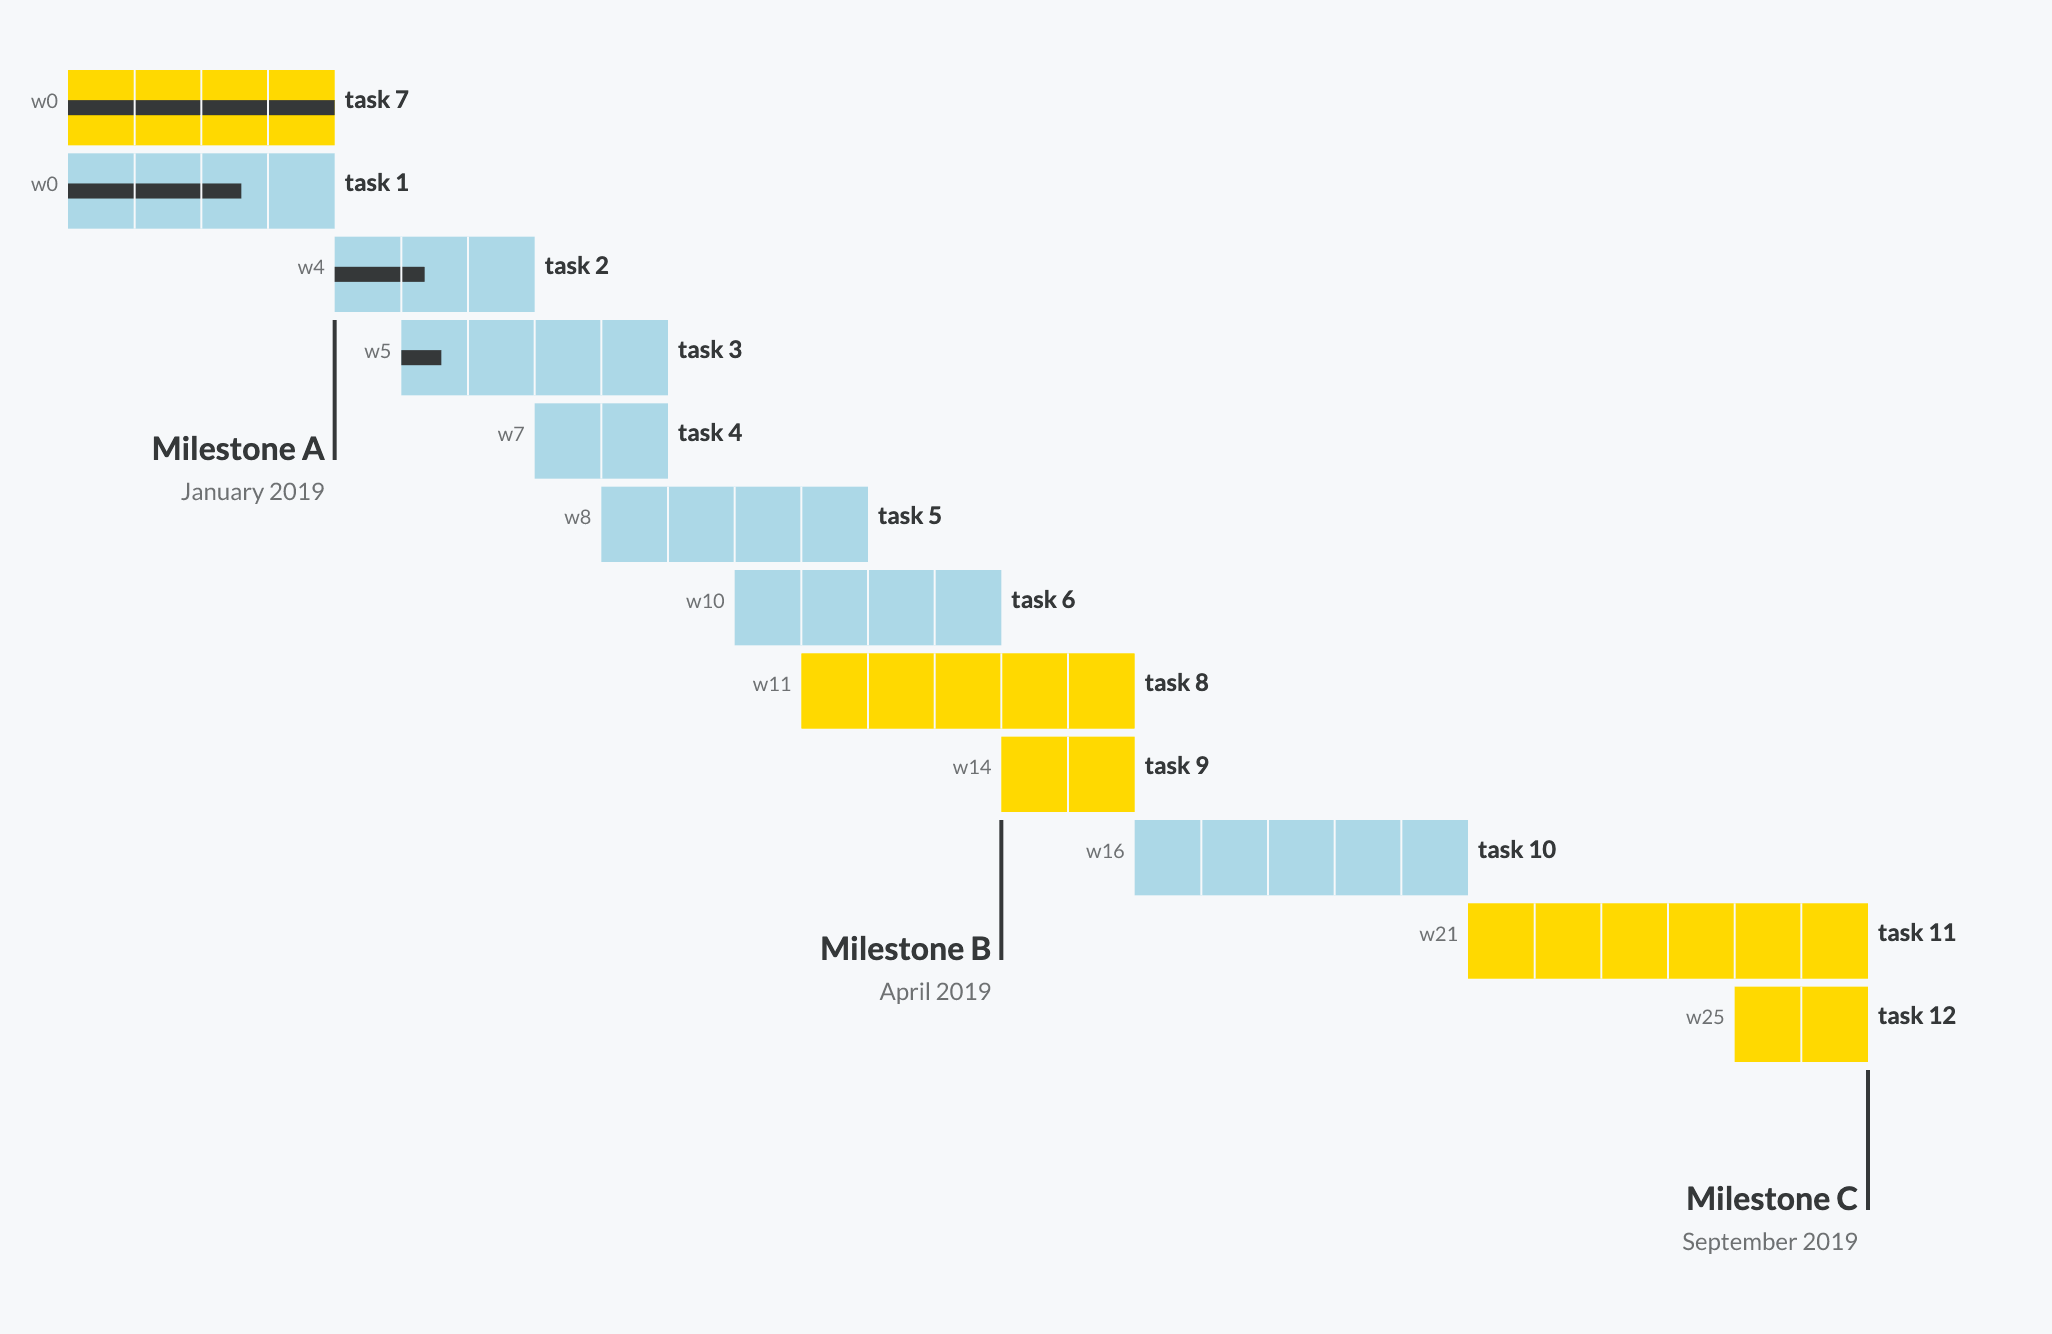 w0 task 7
w0 task 1
w4 task 2
w5 task 3
w7 task 4
Milestone A
January 2019
w8 task 5
w10 task 6
w11 task 8
w14 task 9
w16 task 10
w21 task 11
Milestone B
April 2019
w25 task 12
Milestone C
September 2019